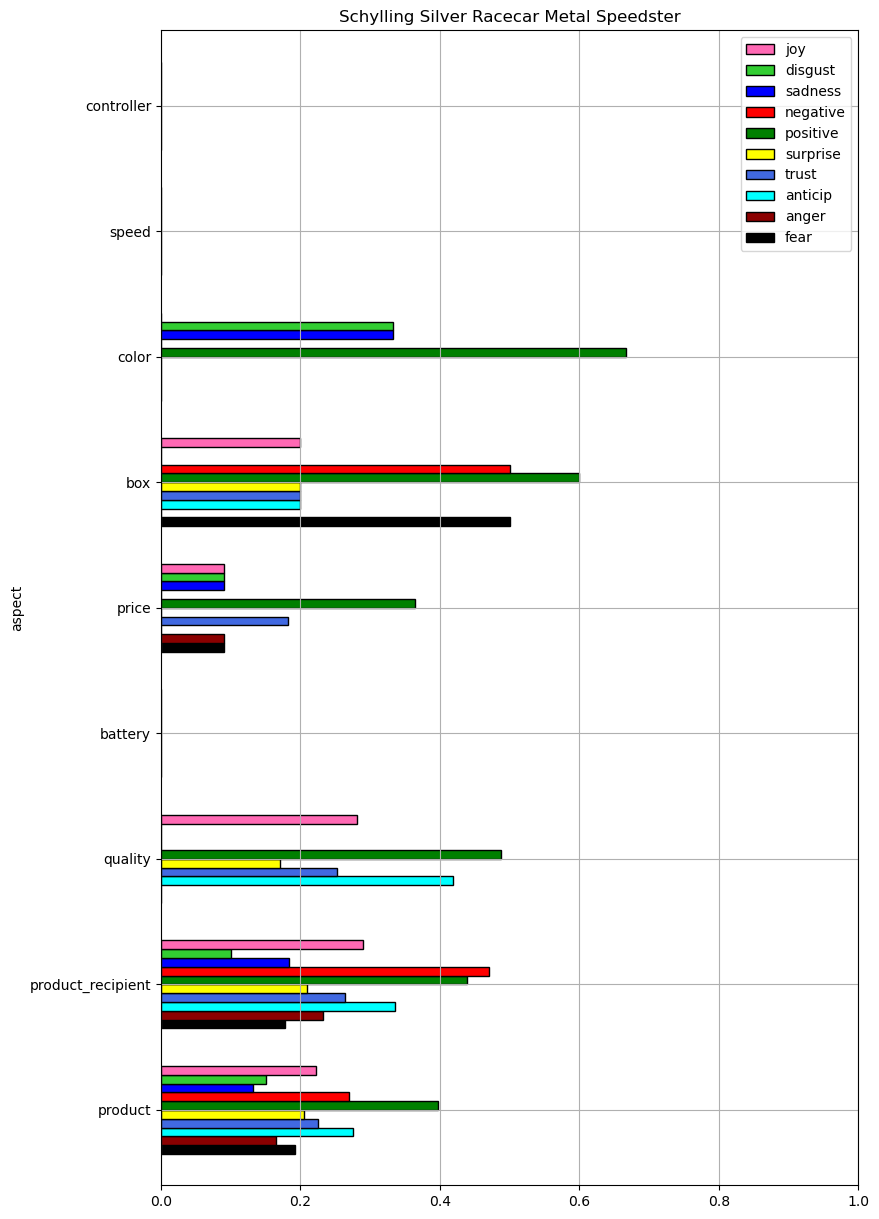 Schylling Silver Racecar Metal Speedster
joy
disgust
sadness
negative
positive
surprise
trust
anticip
anger
fear
controller
speed
color
box
price
battery
quality
product_recipient
product
aspect
0.0 0.2 0.4 0.6 0.8 1.0